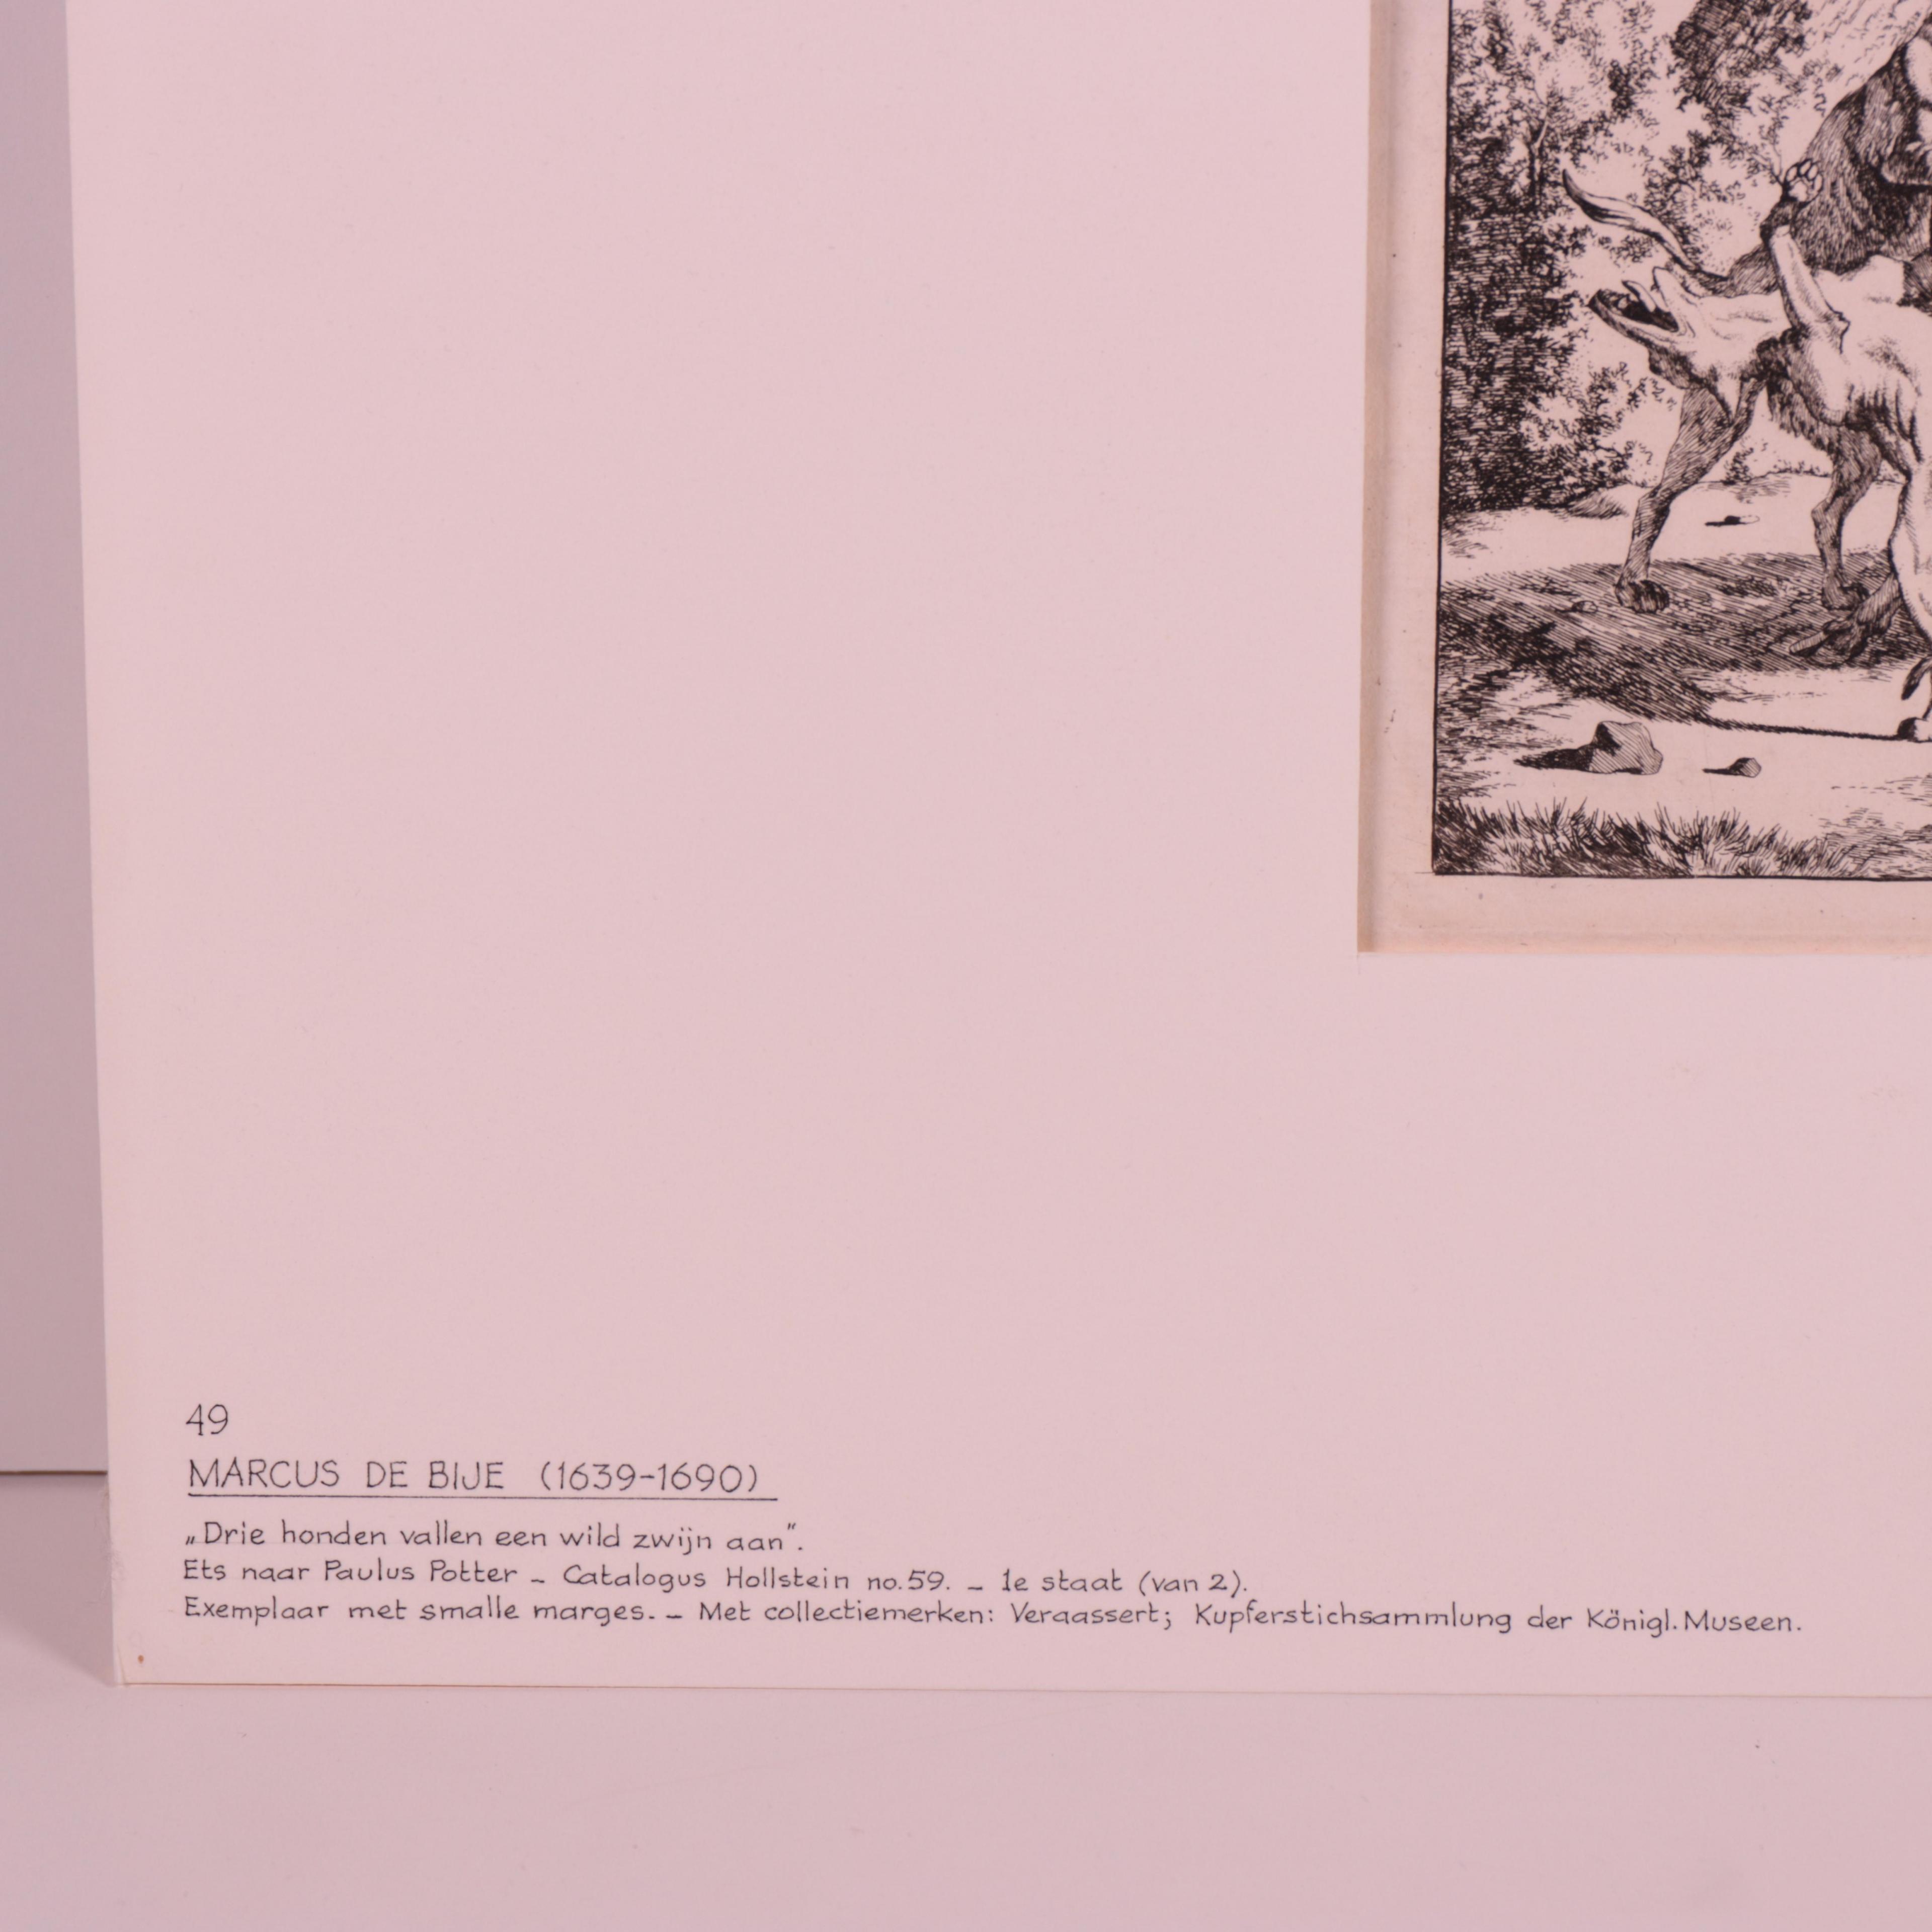 49
MARCUS DE BIJE (1639-1690)
„Drie honden vallen een wild zwijn aan".
Ets naar Paulus Potter – Catalogus Hollstein no. 59. – 1e staat (van 2).
Exemplaar met smalle marges. – Met collectiemerken: Veraassert; Kupferstichsammlung der Königl. Museen.